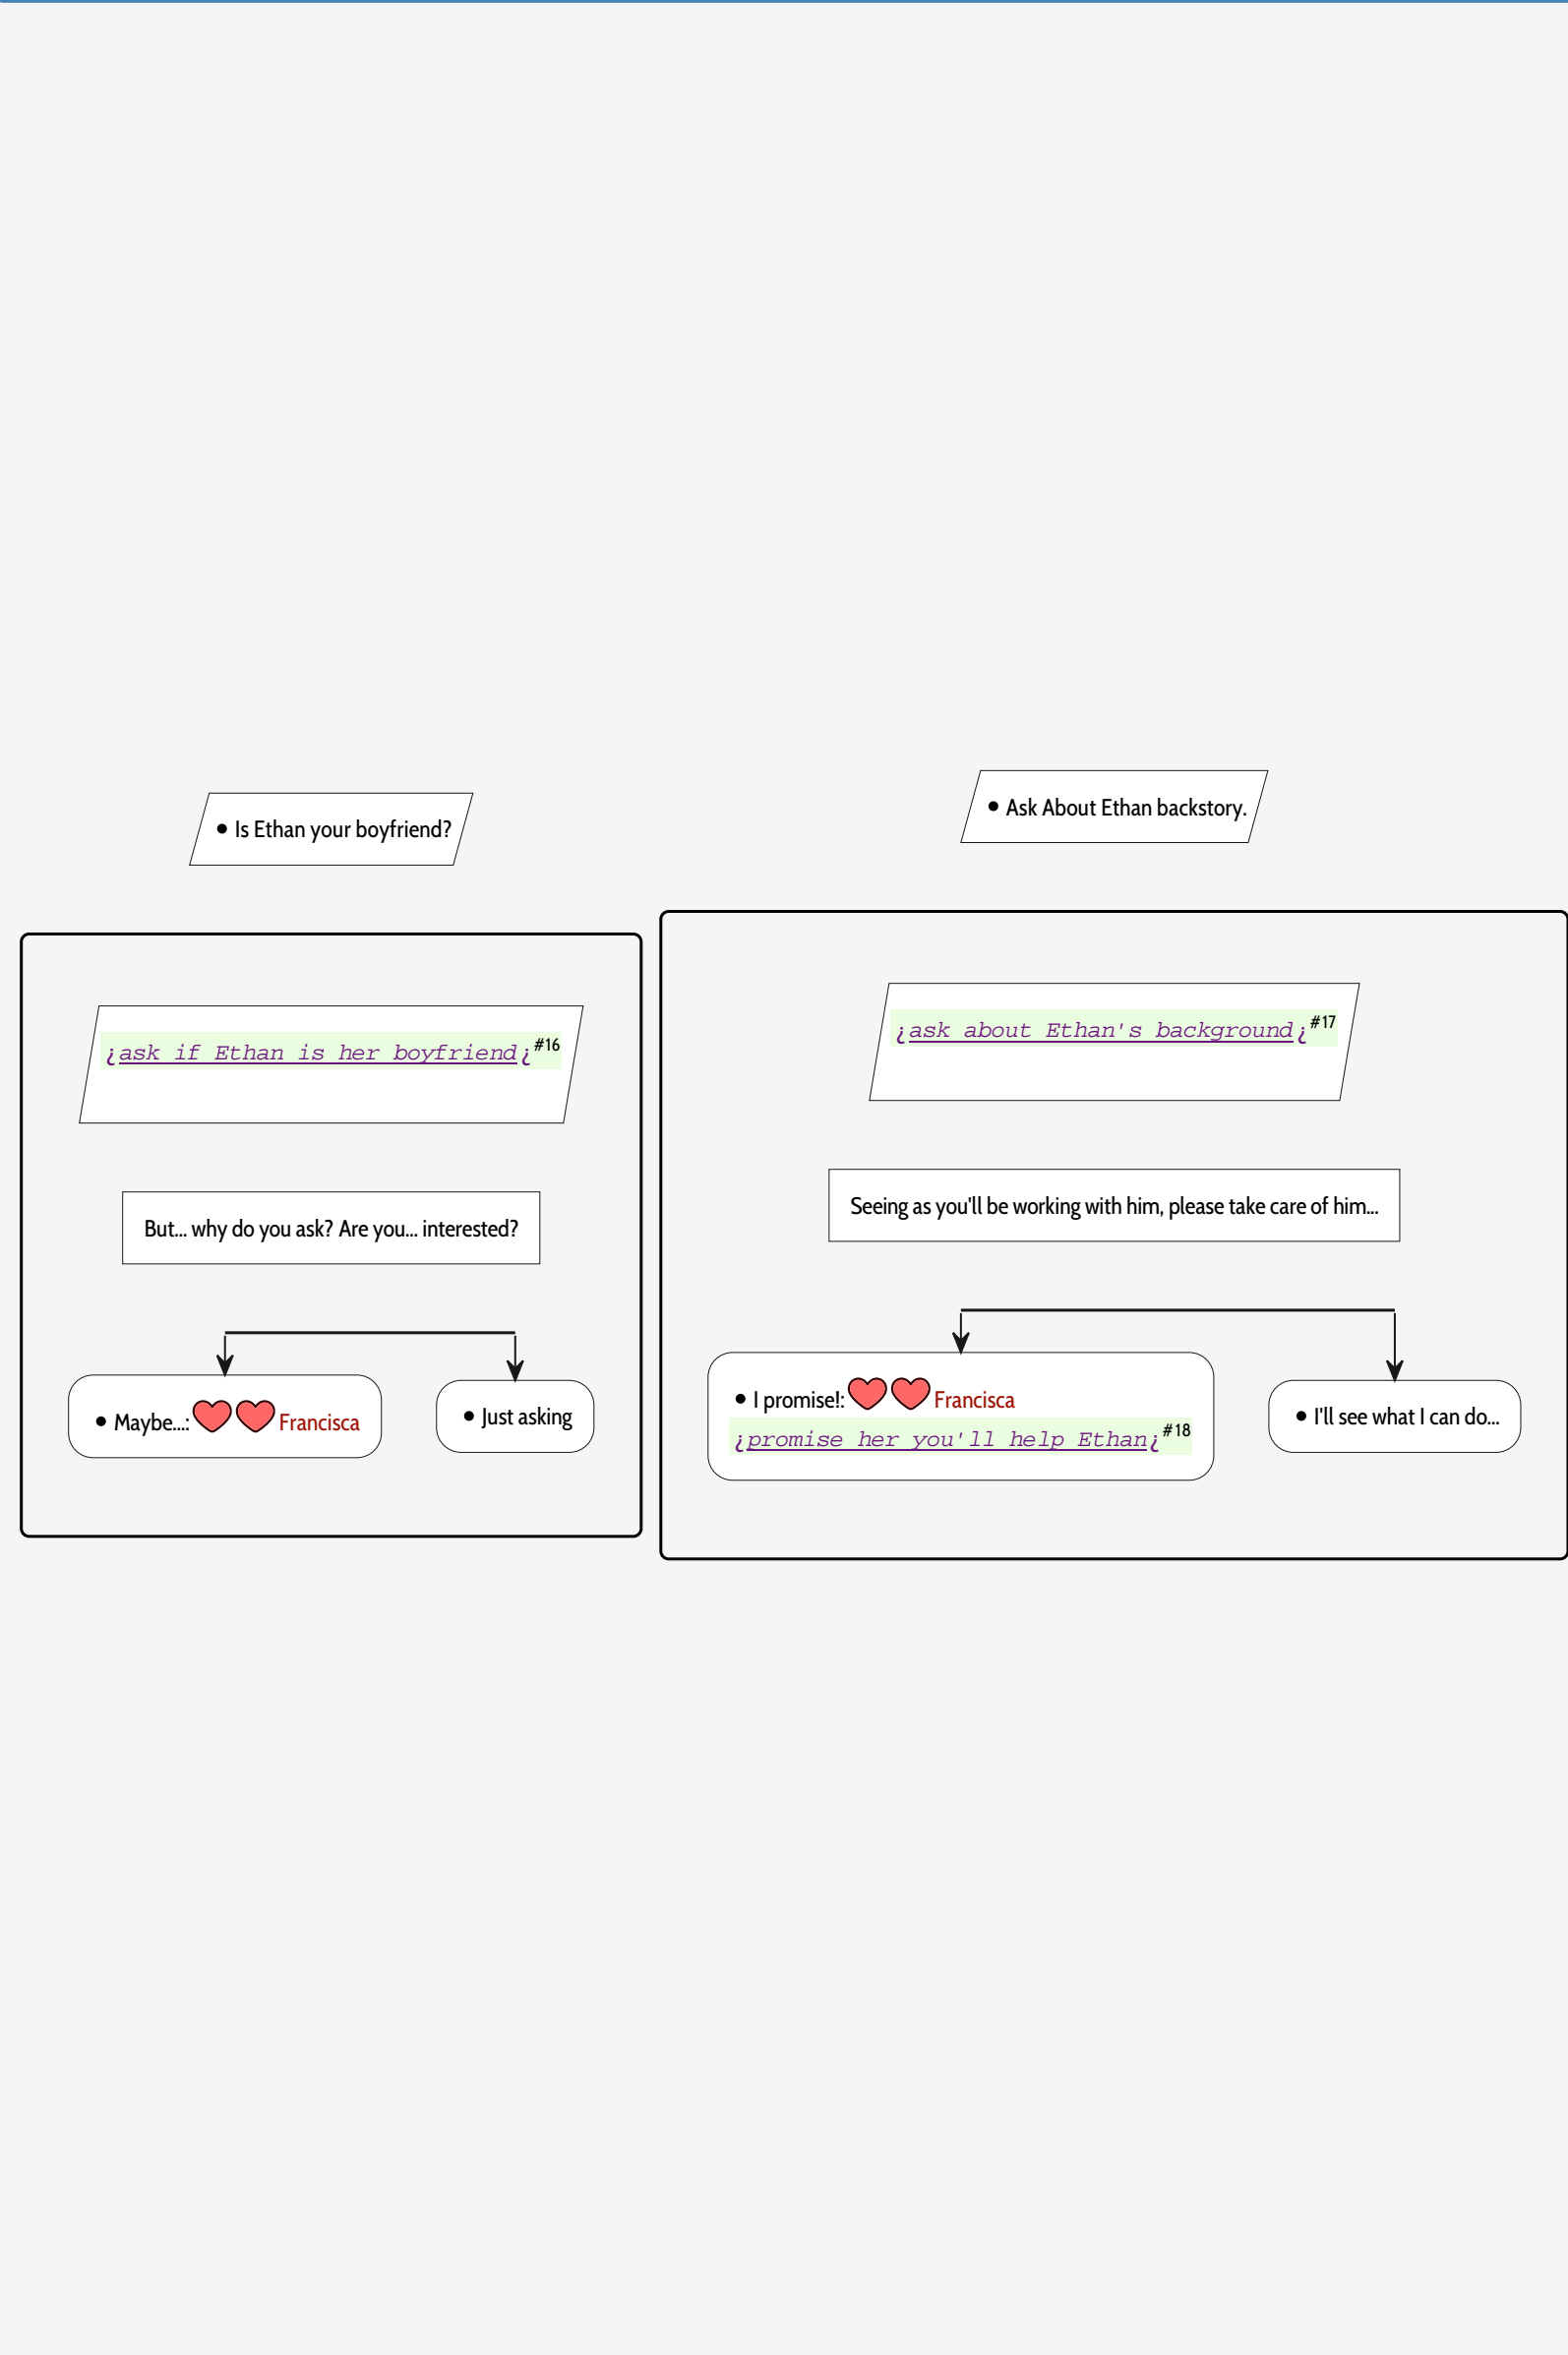 • Is Ethan your boyfriend?
¿ask if Ethan is her boyfriend¿#16
But... why do you ask? Are you... interested?
• Maybe...: Francisca
• Just asking
• Ask About Ethan backstory.
¿ask about Ethan's background¿#17
Seeing as you'll be working with him, please take care of him...
• I promise!: Francisca
¿promise her you'll help Ethan¿#18
• I'll see what I can do...